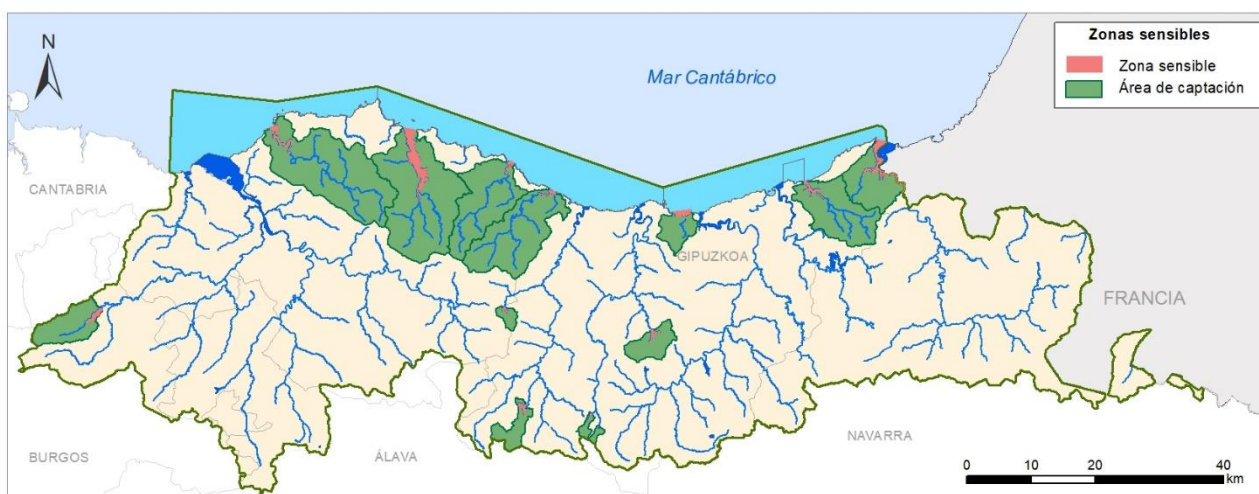 N
Mar Cantábrico
Zonas sensibles
Zona sensible
Área de captación
CANTABRIA
GIPUZKOA
FRANCIA
BURGOS
ÁLAVA
NAVARRA
0 10 20 40
km